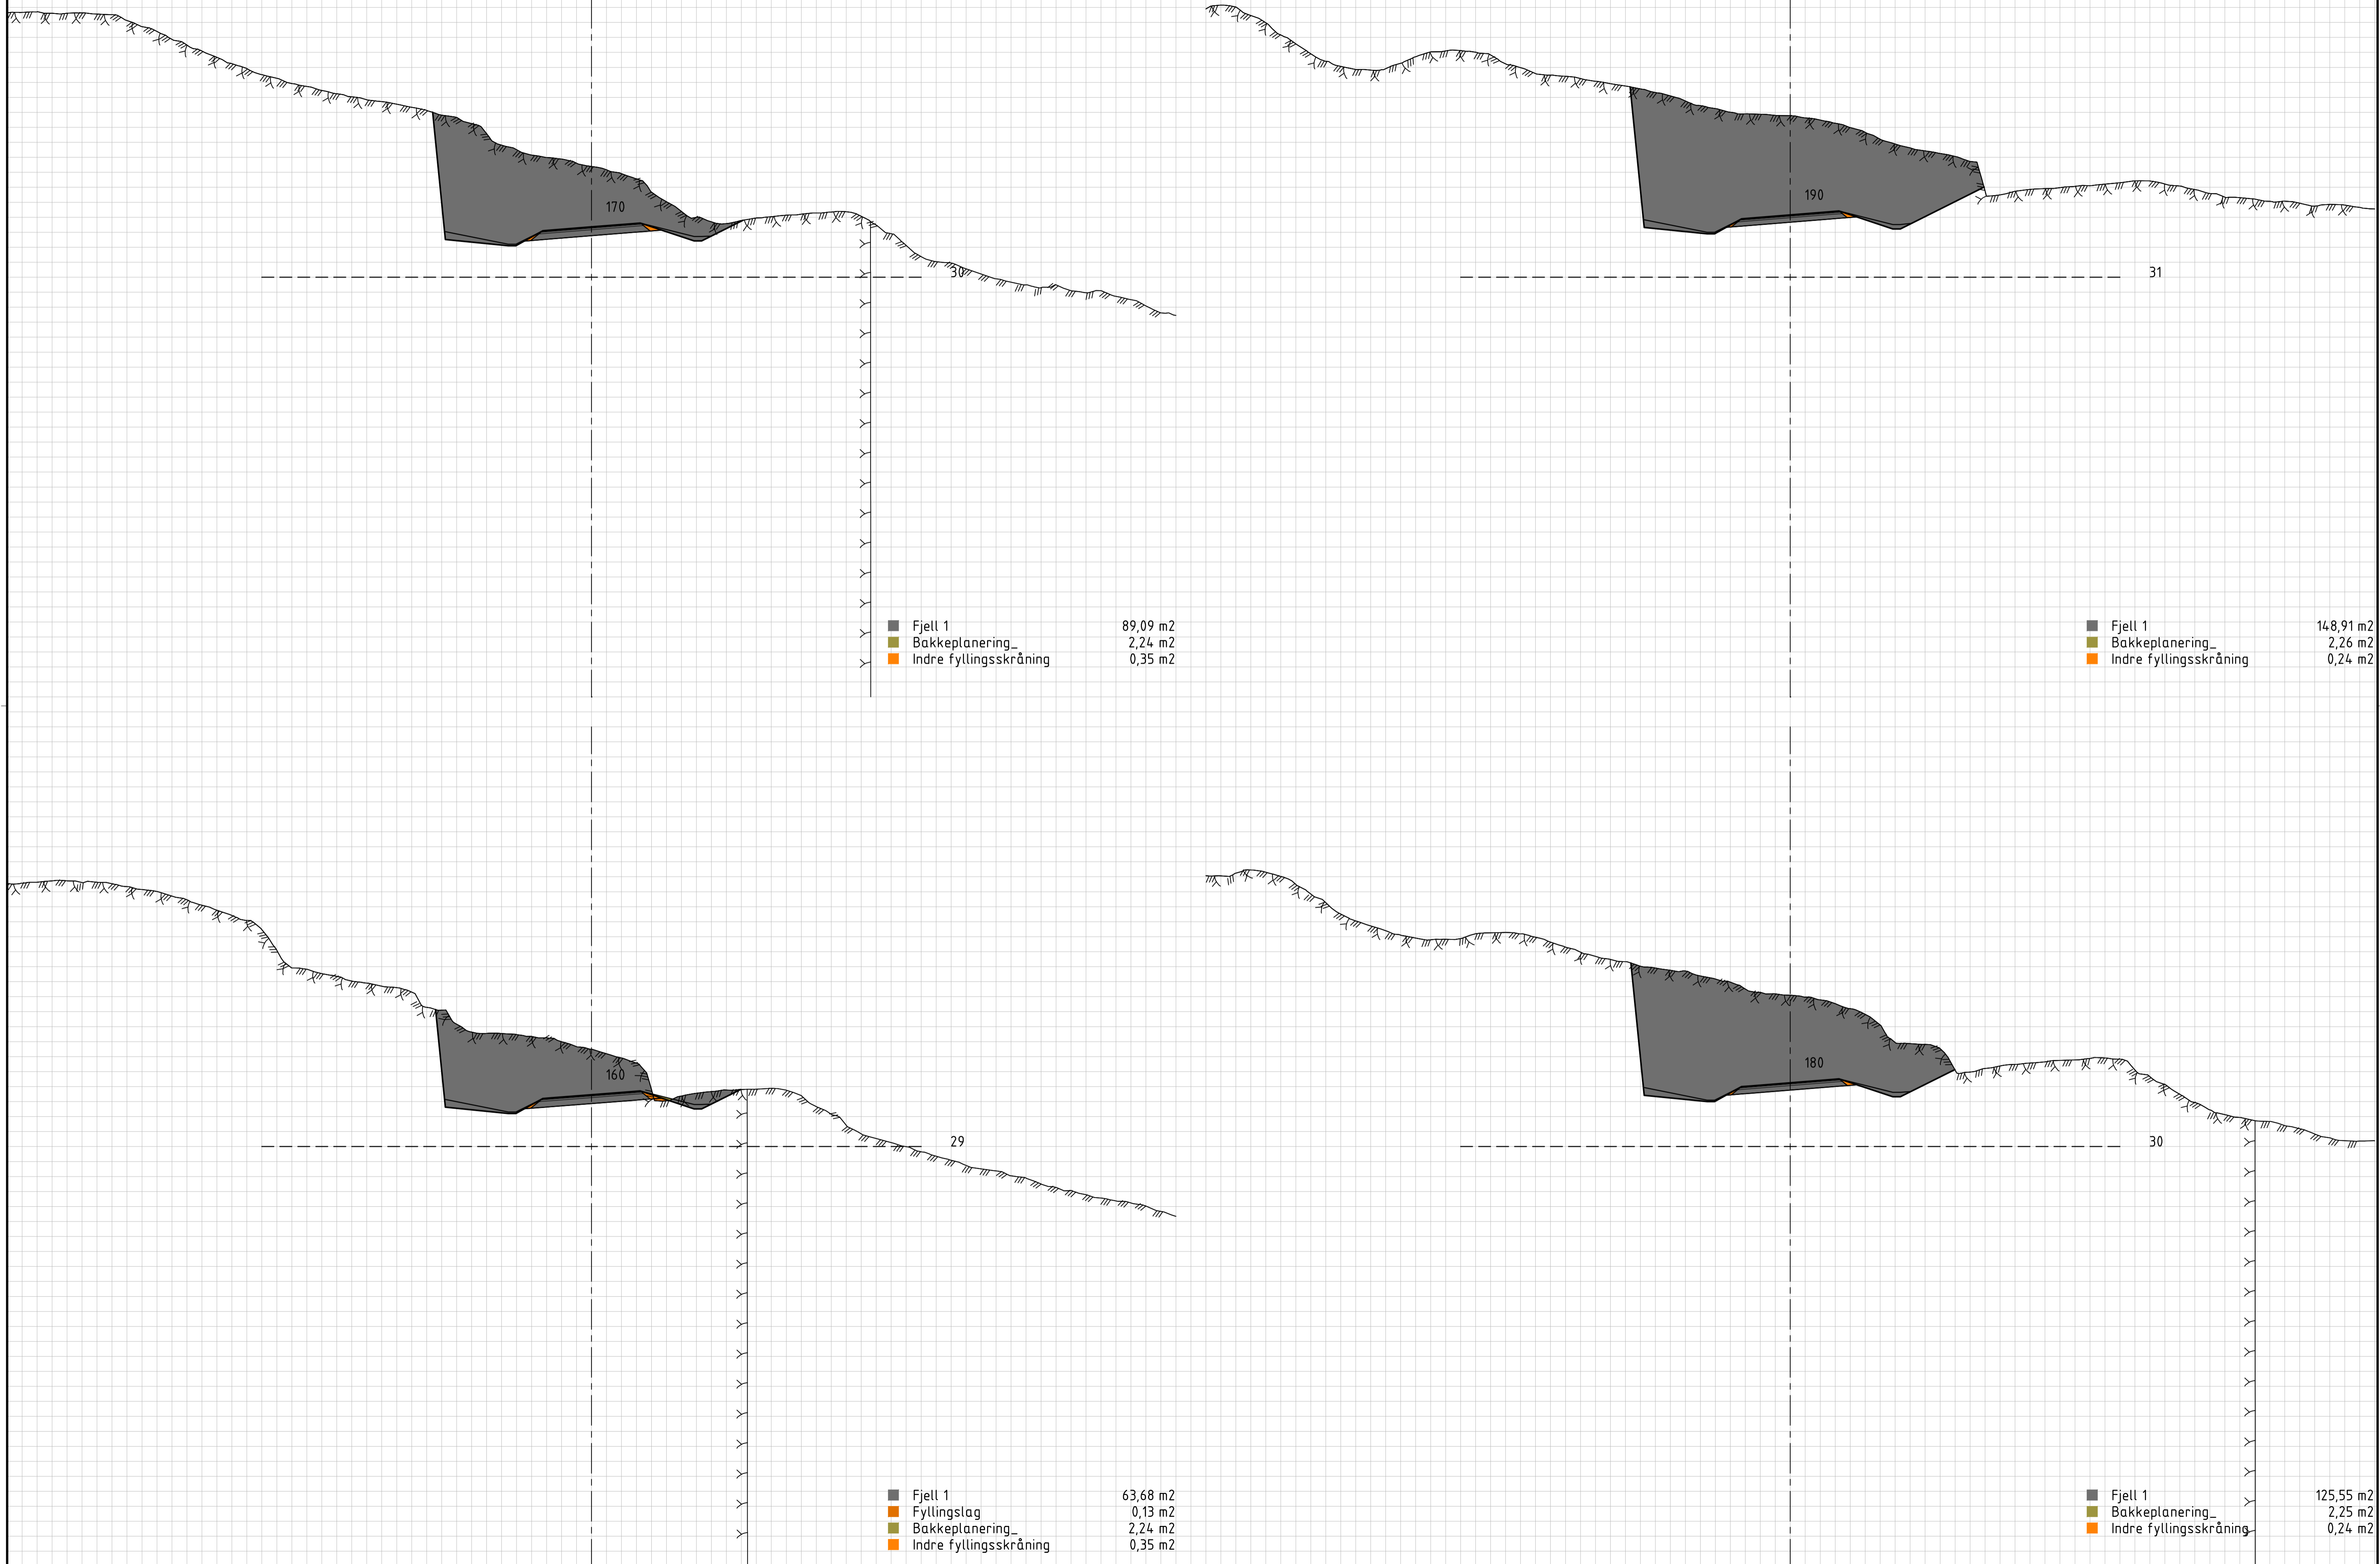 170
30
Fjell 1 89,09 m2
Bakkeplanering_ 2,24 m2
Indre fyllingsskråning 0,35 m2
190
31
Fjell 1 148,91 m2
Bakkeplanering_ 2,26 m2
Indre fyllingsskråning 0,24 m2
160
29
Fjell 1 63,68 m2
Fyllingslag 0,13 m2
Bakkeplanering_ 2,24 m2
Indre fyllingsskråning 0,35 m2
180
30
Fjell 1 125,55 m2
Bakkeplanering_ 2,25 m2
Indre fyllingsskråning 0,24 m2